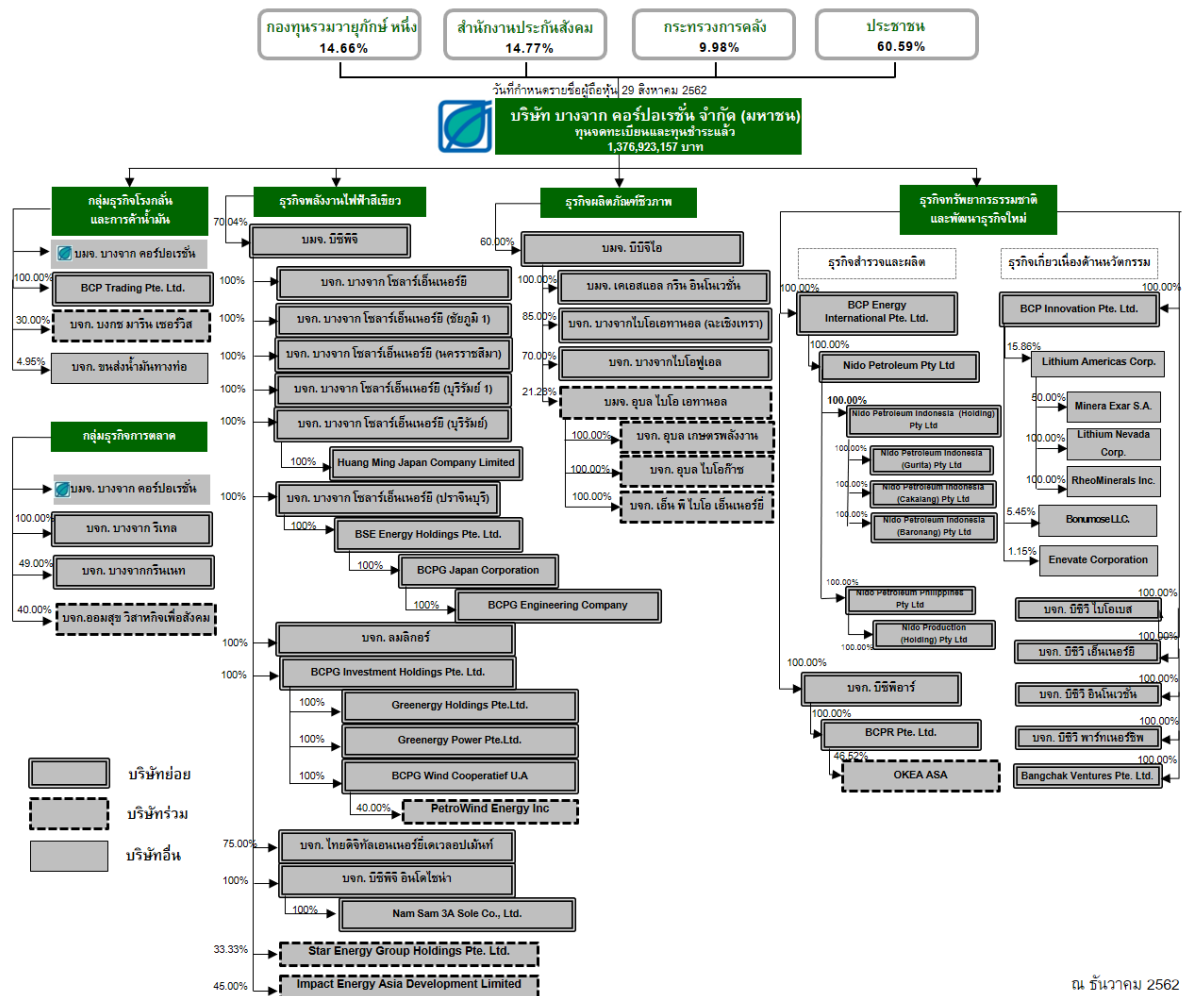 กองทุนรวมวายุภักษ์ หนึ่ง
14.66%
สำนักงานประกันสังคม
14.77%
กระทรวงการคลัง
9.98%
ประชาชน
60.59%
วันที่กำหนดรายชื่อผู้ถือหุ้น 29 สิงหาคม 2562
บริษัท บางจาก คอร์ปอเรชั่น จำกัด (มหาชน)
ทุนจดทะเบียนและทุนชำระแล้ว
1,376,923,157 บาท
กลุ่มธุรกิจโรงกลั่น
และการค้าน้ำมัน
บมจ. บางจาก คอร์ปอเรชั่น
100.00%
BCP Trading Pte. Ltd.
30.00%
บจก. บงกช มารีน เซอร์วิส
4.95%
บจก. ขนส่งน้ำมันทางท่อ
กลุ่มธุรกิจการตลาด
บมจ. บางจาก คอร์ปอเรชั่น
100.00%
บจก. บางจาก รีเทล
49.00%
บจก. บางจากกรีนเนท
40.00%
บจก.ออมสุข วิสาหกิจเพื่อสังคม
บริษัทย่อย
บริษัทร่วม
บริษัทอื่น
ธุรกิจพลังงานไฟฟ้าสีเขียว
70.04%
บมจ. บีซีพีจี
100%
บจก. บางจาก โซลาร์เอ็นเนอร์ยี
100%
บจก. บางจาก โซลาร์เอ็นเนอร์ยี (ชัยภูมิ 1)
100%
บจก. บางจาก โซลาร์เอ็นเนอร์ยี (นครราชสีมา)
100%
บจก. บางจาก โซลาร์เอ็นเนอร์ยี (บุรีรัมย์ 1)
100%
บจก. บางจาก โซลาร์เอ็นเนอร์ยี (บุรีรัมย์)
100%
Huang Ming Japan Company Limited
100%
บจก. บางจาก โซลาร์เอ็นเนอร์ยี (ปราจีนบุรี)
100%
BSE Energy Holdings Pte. Ltd.
100%
BCPG Japan Corporation
100%
BCPG Engineering Company
100%
บจก. ลมลิกอร์
100%
BCPG Investment Holdings Pte. Ltd.
100%
Greenergy Holdings Pte.Ltd.
100%
Greenergy Power Pte.Ltd.
100%
BCPG Wind Cooperatief U.A
40.00%
PetroWind Energy Inc
75.00%
บจก. ไทยดิจิทัลเอนเนอร์ยี่เดเวลอปเม้นท์
100%
บจก. บีซีพีจี อินโดไชน่า
100%
Nam Sam 3A Sole Co., Ltd.
33.33%
Star Energy Group Holdings Pte. Ltd.
45.00%
Impact Energy Asia Development Limited
ธุรกิจผลิตภัณฑ์ชีวภาพ
60.00%
บมจ. บีบีจีไอ
100.00%
บมจ. เคเอสแอล กรีน อินโนเวชั่น
85.00%
บจก. บางจากไบโอเอทานอล (ฉะเชิงเทรา)
70.00%
บจก. บางจากไบโอฟูเอล
21.28%
บมจ. อุบล ไบโอ เอทานอล
100.00%
บจก. อุบล เกษตรพลังงาน
100.00%
บจก. อุบล ไบโอก๊าซ
100.00%
บจก. เอ็น พี ไบโอ เอ็นเนอร์ยี่
ธุรกิจทรัพยากรธรรมชาติ
และพัฒนาธุรกิจใหม่
ธุรกิจสำรวจและผลิต
100.00%
BCP Energy
International Pte. Ltd.
100.00%
Nido Petroleum Pty Ltd
100.00%
Nido Petroleum Indonesia (Holding)
Pty Ltd
100.00%
Nido Petroleum Indonesia
(Gurita) Pty Ltd
100.00%
Nido Petroleum Indonesia
(Cakalang) Pty Ltd
100.00%
Nido Petroleum Indonesia
(Baronang) Pty Ltd
100.00%
Nido Petroleum Philippines
Pty Ltd
100.00%
Nido Production
(Holding) Pty Ltd
100.00%
บจก. บีซีพีอาร์
100.00%
BCPR Pte. Ltd.
46.52%
OKEA ASA
ธุรกิจเกี่ยวเนื่องด้านนวัตกรรม
100.00%
BCP Innovation Pte. Ltd.
15.86%
Lithium Americas Corp.
50.00%
Minera Exar S.A.
100.00%
Lithium Nevada
Corp.
100.00%
RheoMinerals Inc.
5.45%
Bonumose LLC.
1.15%
Enevate Corporation
100.00%
บจก. บีซีวี ไบโอเบส
100.00%
บจก. บีซีวี เอ็นเนอร์ยี
100.00%
บจก. บีซีวี อินโนเวชั่น
100.00%
บจก. บีซีวี พาร์ทเนอร์ชิพ
100.00%
Bangchak Ventures Pte. Ltd.
ณ ธันวาคม 2562